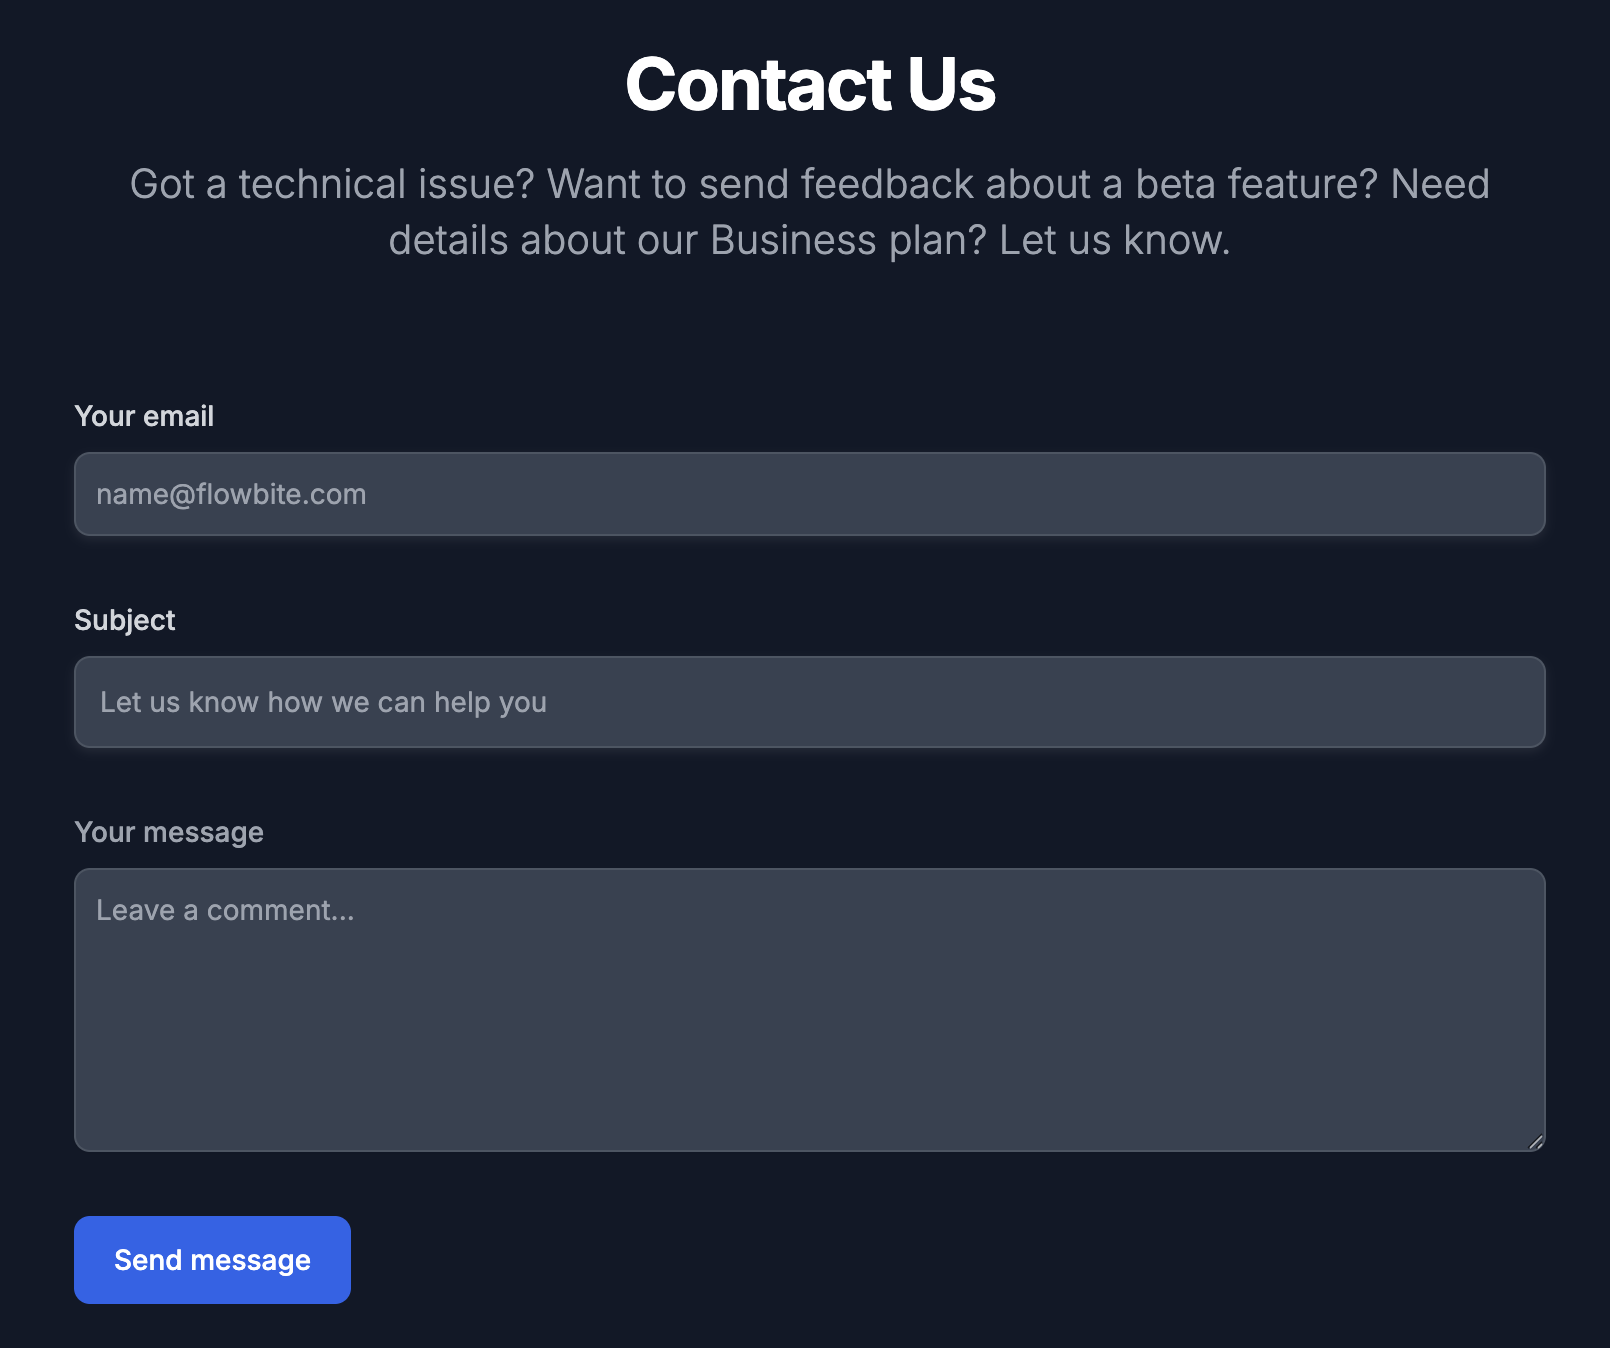 Contact Us
Got a technical issue? Want to send feedback about a beta feature? Need
details about our Business plan? Let us know.
Your email
name@flowbite.com
Subject
Let us know how we can help you
Your message
Leave a comment...
Send message